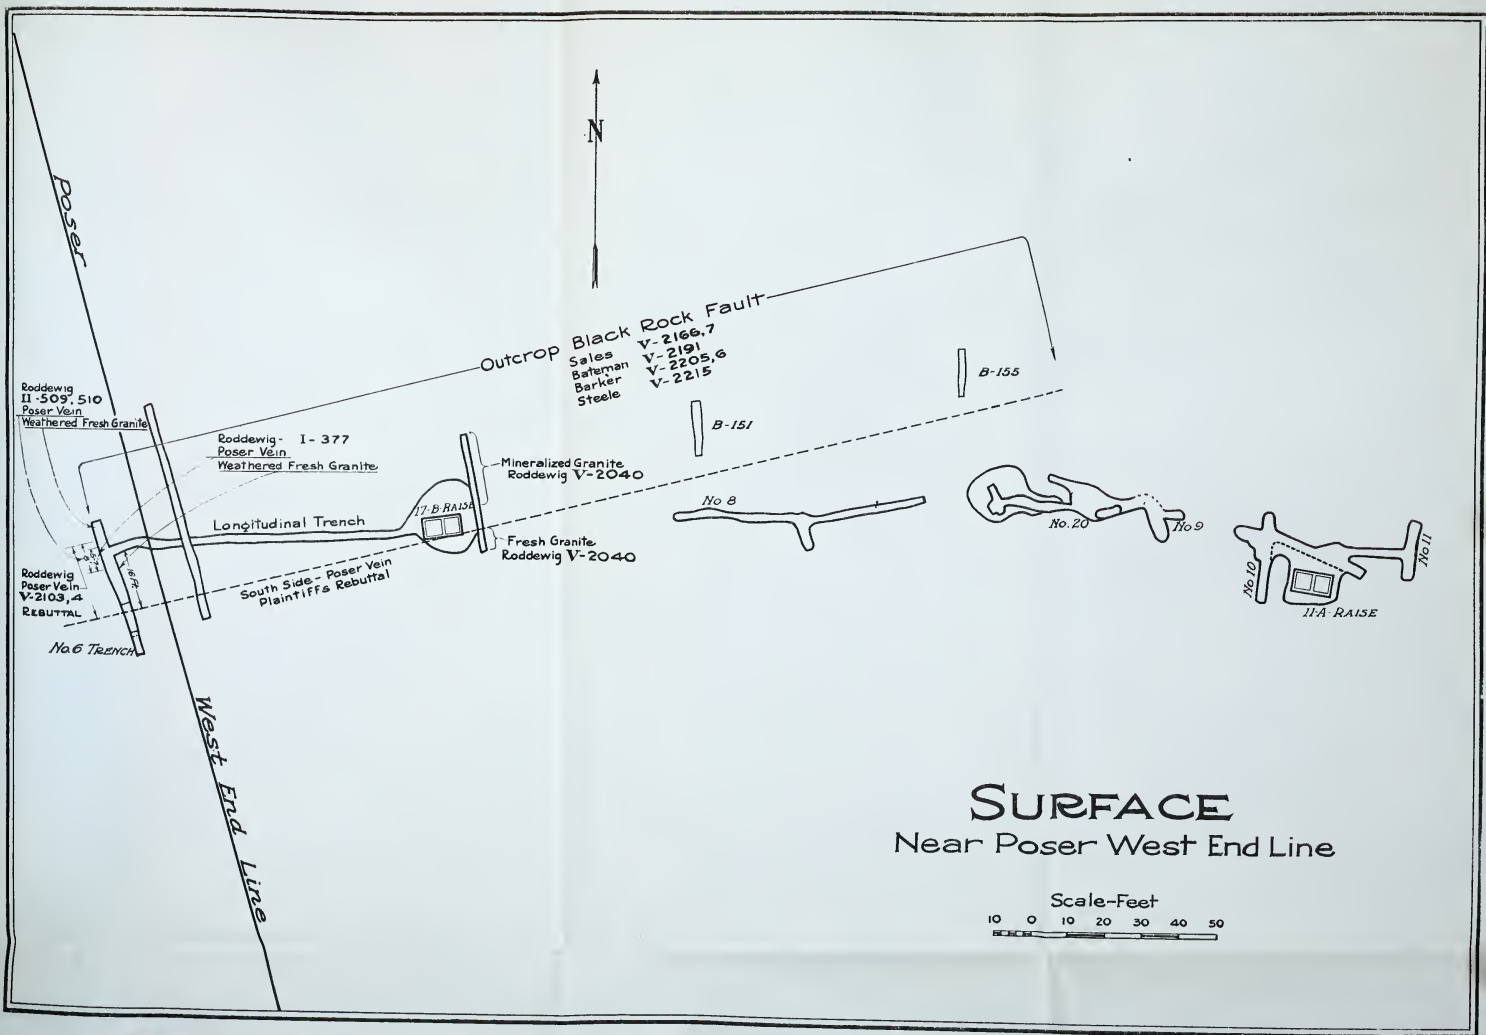 N
Poser
Outcrop Black Rock Fault
Sales V-2166,7
Bateman V-2191
Barker V-2205,6
Steele V-2215
B-155
B-151
Roddewig
II-509, 510
Poser Vein
Weathered Fresh Granite
Roddewig- I-377
Poser Vein
Weathered Fresh Granite
Mineralized Granite
Roddewig V-2040
17-B-RAISE
Longitudinal Trench
No 8
No. 20
No 9
Fresh Granite
Roddewig V-2040
No 10
No 11
11-A-RAISE
South Side-Poser Vein
Plaintiffs Rebuttal
Roddewig
Poser Vein
V-2103,4
REBUTTAL
16 Ft.
No. 6 TRENCH
West End Line
SURFACE
Near Poser West End Line
Scale-Feet
10 0 10 20 30 40 50